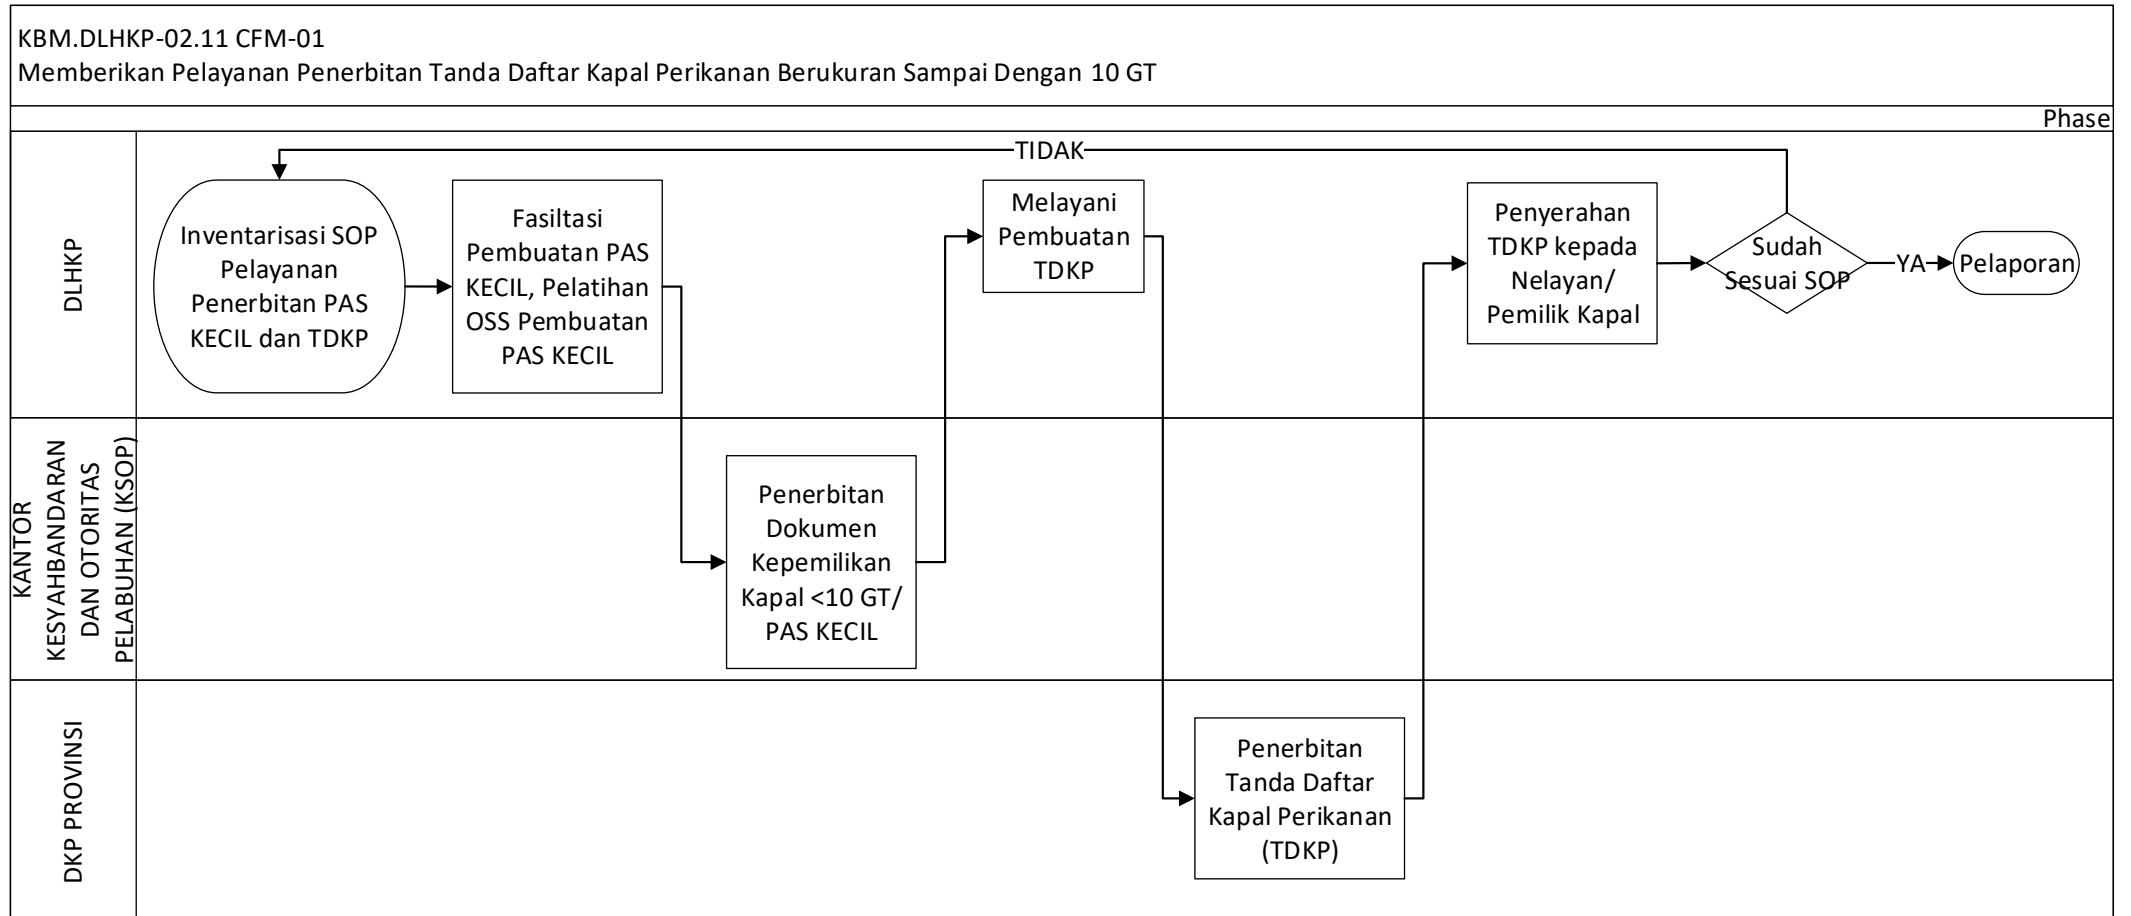 KBM.DLHKP-02.11 CFM-01
Memberikan Pelayanan Penerbitan Tanda Daftar Kapal Perikanan Berukuran Sampai Dengan 10 GT
Phase
DLHKP
TIDAK
Inventarisasi SOP
Pelayanan
Penerbitan PAS
KECIL dan TDKP
Fasiltasi
Pembuatan PAS
KECIL, Pelatihan
OSS Pembuatan
PAS KECIL
Melayani
Pembuatan
TDKP
Penyerahan
TDKP kepada
Nelayan/
Pemilik Kapal
Sudah
Sesuai SOP
YA
Pelaporan
KANTOR
KESYAHBANDARAN
DAN OTORITAS
PELABUHAN (KSOP)
Penerbitan
Dokumen
Kepemilikan
Kapal <10 GT/
PAS KECIL
DKP PROVINSI
Penerbitan
Tanda Daftar
Kapal Perikanan
(TDKP)